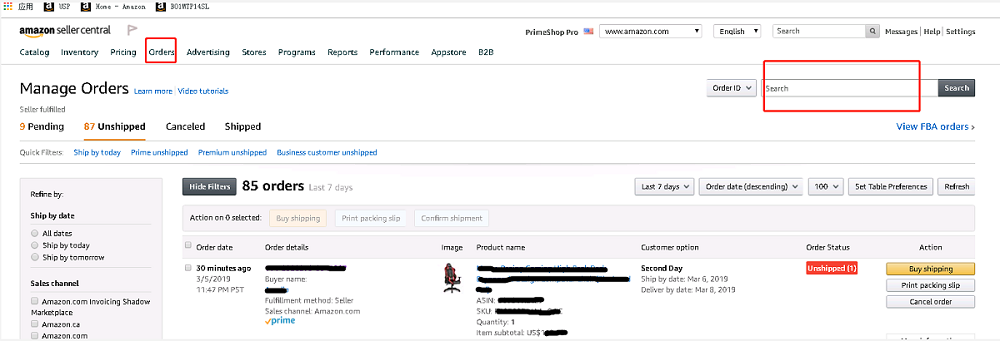 应用 USP Home - Amazon B01WTP14SL
amazon seller central PrimeShop Pro www.amazon.com English Search Messages | Help | Settings
Catalog Inventory Pricing Orders Advertising Stores Programs Reports Performance Appstore B2B
Manage Orders Learn more | Video tutorials Order ID Search Search
Seller fulfilled
9 Pending 87 Unshipped Canceled Shipped View FBA orders ›
Quick Filters: Ship by today Prime unshipped Premium unshipped Business customer unshipped
Hide Filters 85 orders Last 7 days Last 7 days Order date (descending) 100 Set Table Preferences Refresh
Refine by:
Action on 0 selected: Buy shipping Print packing slip Confirm shipment
Ship by date
All dates
Ship by today
Ship by tomorrow
Sales channel
Amazon.com Invoicing Shadow
Marketplace
Amazon.ca
Amazon.com
Order date Order details Image Product name Customer option Order Status Action
30 minutes ago
3/5/2019
11:47 PM PST
Buyer name:
Fulfillment method: Seller
Sales channel: Amazon.com
prime
ASIN:
SKU:
Quantity: 1
Item subtotal: US$
Second Day
Ship by date: Mar 6, 2019
Deliver by date: Mar 8, 2019
Unshipped (1)
Buy shipping
Print packing slip
Cancel order